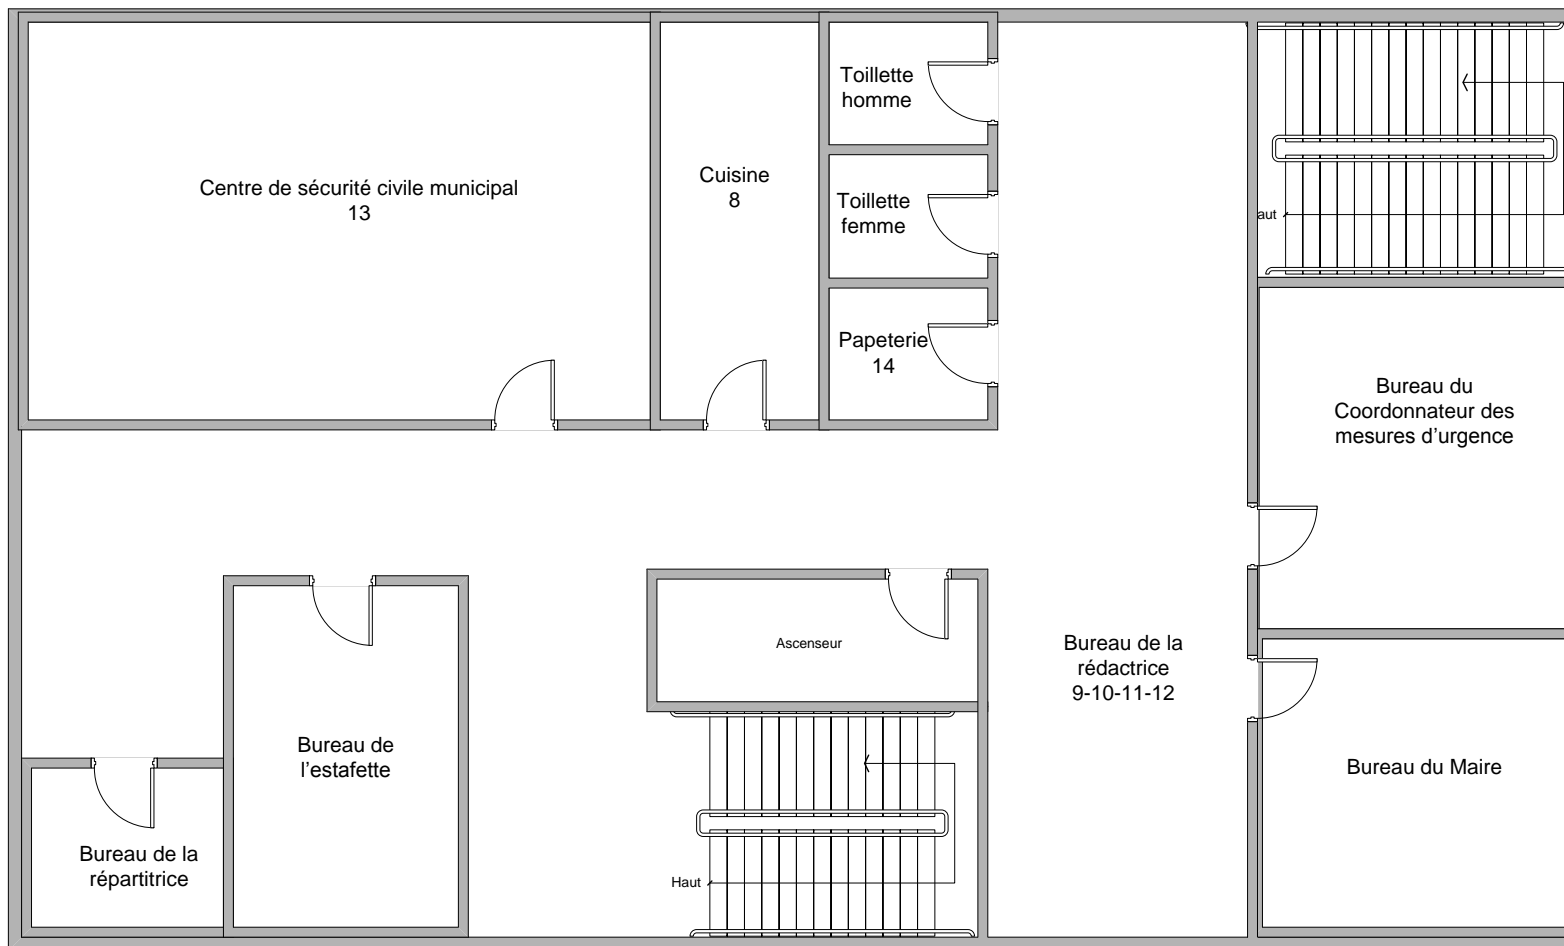 Toillette
homme
Centre de sécurité civile municipal
13
Cuisine
8
Toillette
femme
aut
Papeterie
14
Bureau du
Coordonnateur des
mesures d'urgence
Ascenseur
Bureau de la
rédactrice
9-10-11-12
Bureau de
l'estafette
Bureau du Maire
Bureau de la
répartitrice
Haut